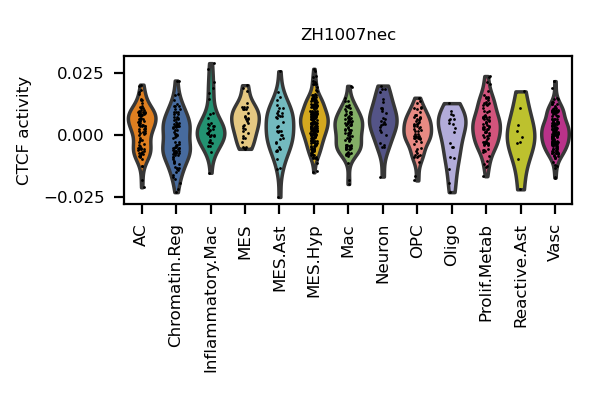 ZH1007nec
CTCF activity
0.025
0.000
−0.025
AC
Chromatin.Reg
Inflammatory.Mac
MES
MES.Ast
MES.Hyp
Mac
Neuron
OPC
Oligo
Prolif.Metab
Reactive.Ast
Vasc